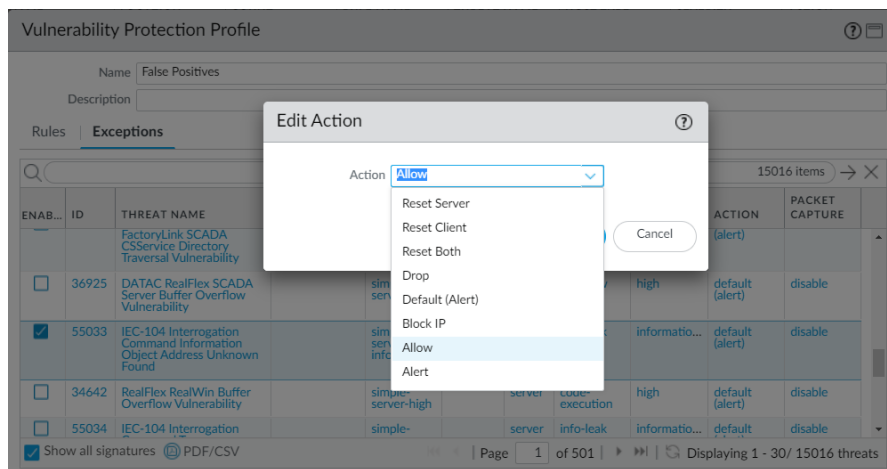 Vulnerability Protection Profile
Name False Positives
Description
Rules | Exceptions
15016 items
ENAB... ID THREAT NAME ACTION PACKET CAPTURE
FactoryLink SCADA CSService Directory Traversal Vulnerability (alert)
36925 DATAC RealFlex SCADA Server Buffer Overflow Vulnerability high default (alert) disable
55033 IEC-104 Interrogation Command Information Object Address Unknown Found informatio... default (alert) disable
34642 RealFlex RealWin Buffer Overflow Vulnerability simple-server-high server code-execution high default (alert) disable
55034 IEC-104 Interrogation simple- server info-leak informatio... default disable
Show all signatures PDF/CSV Page 1 of 501 Displaying 1 - 30/ 15016 threats
Edit Action
Action Allow
Reset Server
Reset Client
Reset Both
Drop
Default (Alert)
Block IP
Allow
Alert
Cancel